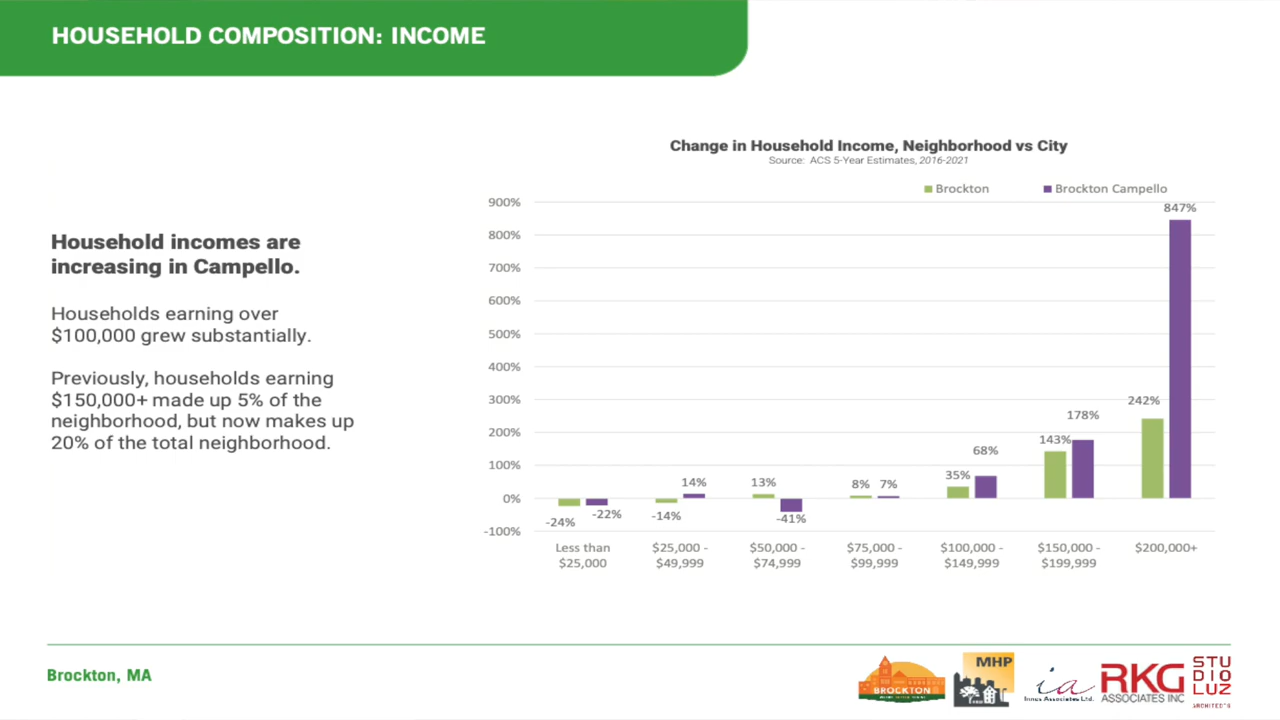 HOUSEHOLD COMPOSITION: INCOME
Household incomes are
increasing in Campello.
Households earning over
$100,000 grew substantially.
Previously, households earning
$150,000+ made up 5% of the
neighborhood, but now makes up
20% of the total neighborhood.
Change in Household Income, Neighborhood vs City
Source: ACS 5-Year Estimates, 2016-2021
Brockton
Brockton Campello
900%
800%
700%
600%
500%
400%
300%
200%
100%
0%
-100%
-24%
-22%
-14%
14%
13%
-41%
8%
7%
35%
68%
143%
178%
242%
847%
Less than
$25,000
$25,000 -
$49,999
$50,000 -
$74,999
$75,000 -
$99,999
$100,000 -
$149,999
$150,000 -
$199,999
$200,000+
Brockton, MA
BROCKTON
MHP
ia
Innes Associates Ltd.
RKG
ASSOCIATES INC
STU
DIO
LUZ
ARCHITECTS